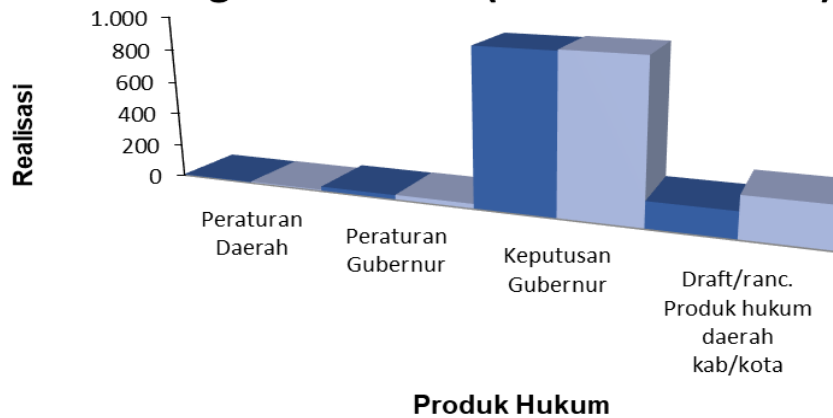 1.000
800
600
400
200
0
Realisasi
Peraturan
Daerah
Peraturan
Gubernur
Keputusan
Gubernur
Draft/ranc.
Produk hukum
daerah
kab/kota
Produk Hukum